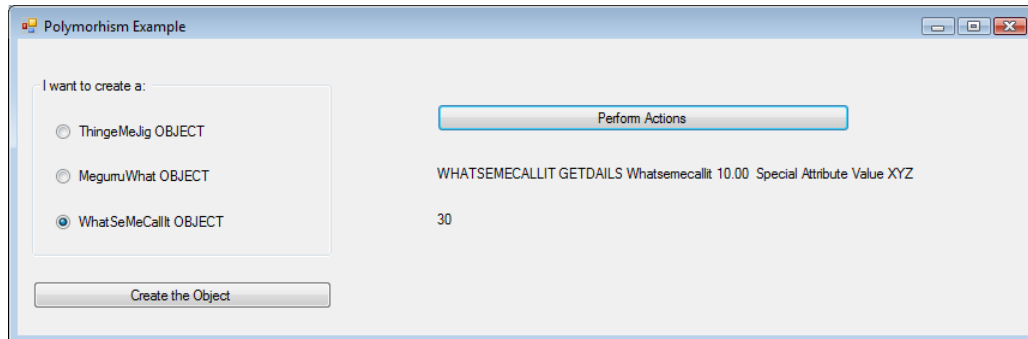 Polymorhism Example
I want to create a:
ThingeMeJig OBJECT
MegurruWhat OBJECT
WhatSeMeCallIt OBJECT
Create the Object
Perform Actions
WHATSEMECALLIT GETDAILS Whatsemecallit 10.00 Special Attribute Value XYZ
30